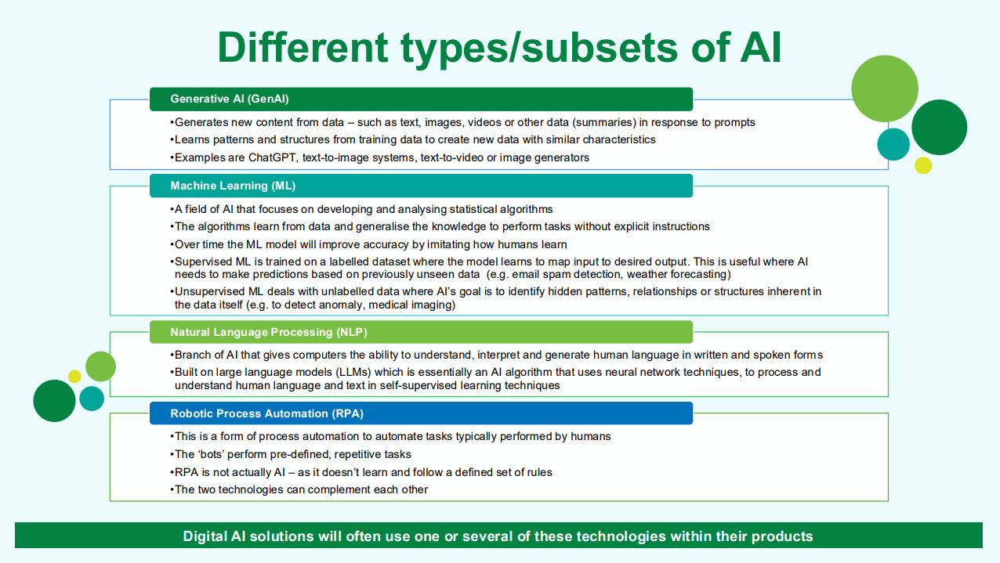 Different types/subsets of AI
Generative AI (GenAI)
•Generates new content from data – such as text, images, videos or other data (summaries) in response to prompts
•Learns patterns and structures from training data to create new data with similar characteristics
•Examples are ChatGPT, text-to-image systems, text-to-video or image generators
Machine Learning (ML)
•A field of AI that focuses on developing and analysing statistical algorithms
•The algorithms learn from data and generalise the knowledge to perform tasks without explicit instructions
•Over time the ML model will improve accuracy by imitating how humans learn
•Supervised ML is trained on a labelled dataset where the model learns to map input to desired output. This is useful where AI
needs to make predictions based on previously unseen data  (e.g. email spam detection, weather forecasting)
•Unsupervised ML deals with unlabelled data where AI’s goal is to identify hidden patterns, relationships or structures inherent in
the data itself (e.g. to detect anomaly, medical imaging)
Natural Language Processing (NLP)
•Branch of AI that gives computers the ability to understand, interpret and generate human language in written and spoken forms
•Built on large language models (LLMs) which is essentially an AI algorithm that uses neural network techniques, to process and
understand human language and text in self-supervised learning techniques
Robotic Process Automation (RPA)
•This is a form of process automation to automate tasks typically performed by humans
•The ‘bots’ perform pre-defined, repetitive tasks
•RPA is not actually AI – as it doesn’t learn and follow a defined set of rules
•The two technologies can complement each other
Digital AI solutions will often use one or several of these technologies within their products